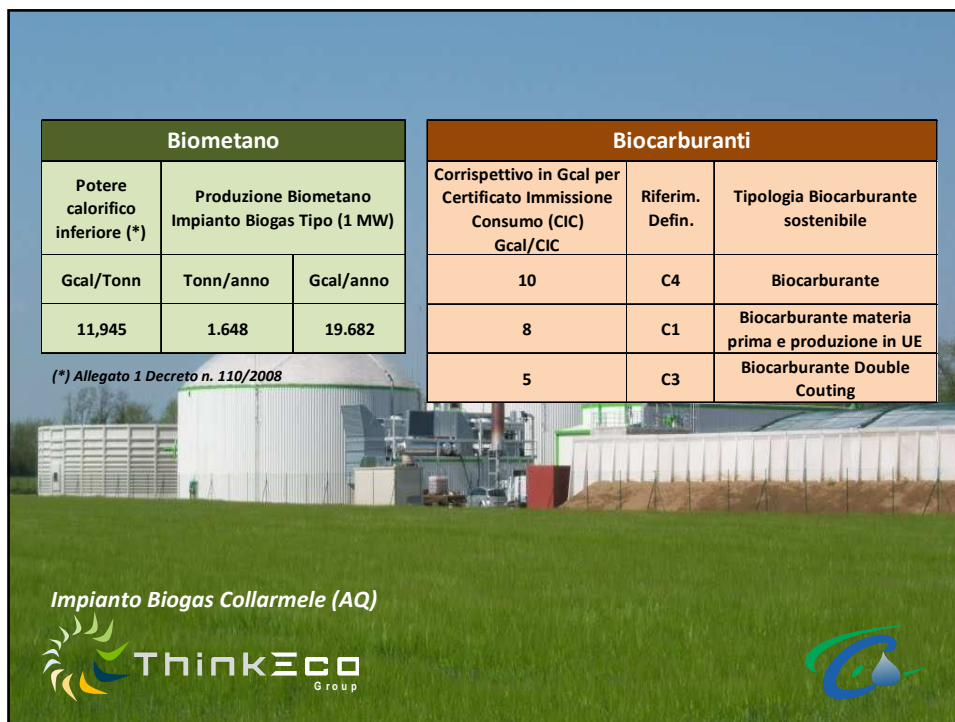 Biometano
Potere
calorifico
inferiore (*)
Produzione Biometano
Impianto Biogas Tipo (1 MW)
Gcal/Tonn
Tonn/anno
Gcal/anno
11,945
1.648
19.682
(*) Allegato 1 Decreto n. 110/2008
Biocarburanti
Corrispettivo in Gcal per
Certificato Immissione
Consumo (CIC)
Gcal/CIC
Riferim.
Defin.
Tipologia Biocarburante
sostenibile
10
C4
Biocarburante
8
C1
Biocarburante materia
prima e produzione in UE
5
C3
Biocarburante Double
Couting
Impianto Biogas Collarmele (AQ)
ThinkEco
Group